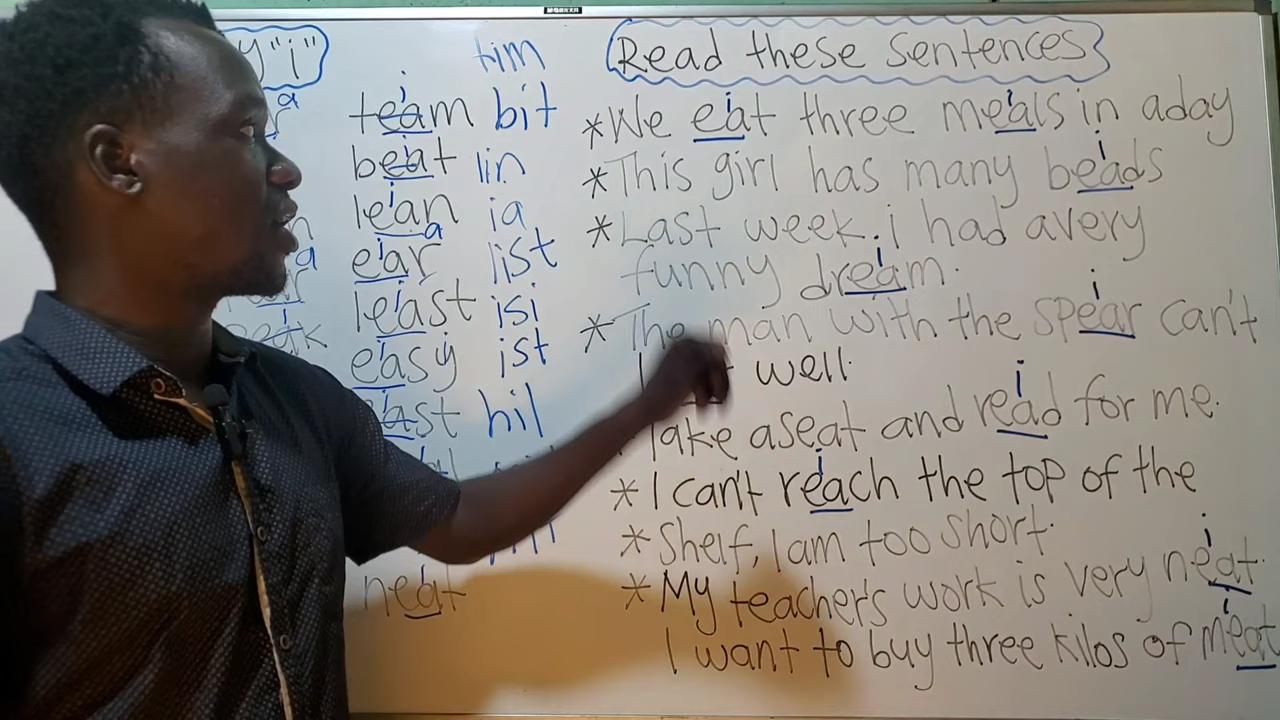 y "i"
tim
Read these sentences
a
i
team bit
beat lin
lean ia
a
ear list
least isi
easy ist
east hil
neat
i i
*We eat three meals in aday
i
*This girl has many beads
*Last week. i had avery
i
funny dream.
i
*The man with the spear can't
well.
i
Take aseat and read for me.
i
*I can't reach the top of the
*Shelf, I am too short.
i
*My teacher's work is very neat.
i
I want to buy three kilos of meat